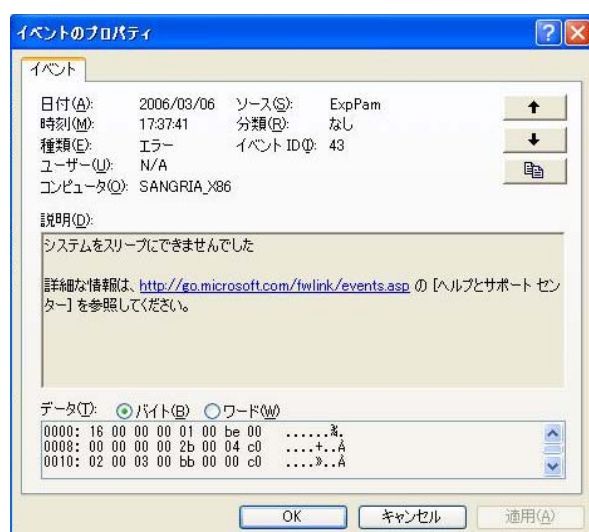 イベントのプロパティ
イベント
日付(A): 2006/03/06 ソース(S): ExpPam
時刻(M): 17:37:41 分類(R): なし
種類(E): エラー イベント ID(I): 43
ユーザー(U): N/A
コンピュータ(O): SANGRIA_X86
説明(D):
システムをスリープにできませんでした
詳細な情報は、http://go.microsoft.com/fwlink/events.asp の [ヘルプとサポート セン
ター] を参照してください。
データ(T): バイト(B) ワード(W)
0000: 16 00 00 00 01 00 be 00 ......¾.
0008: 00 00 00 00 2b 00 04 c0 ....+..À
0010: 02 00 03 00 bb 00 00 c0 ....»..À
OK キャンセル 適用(A)